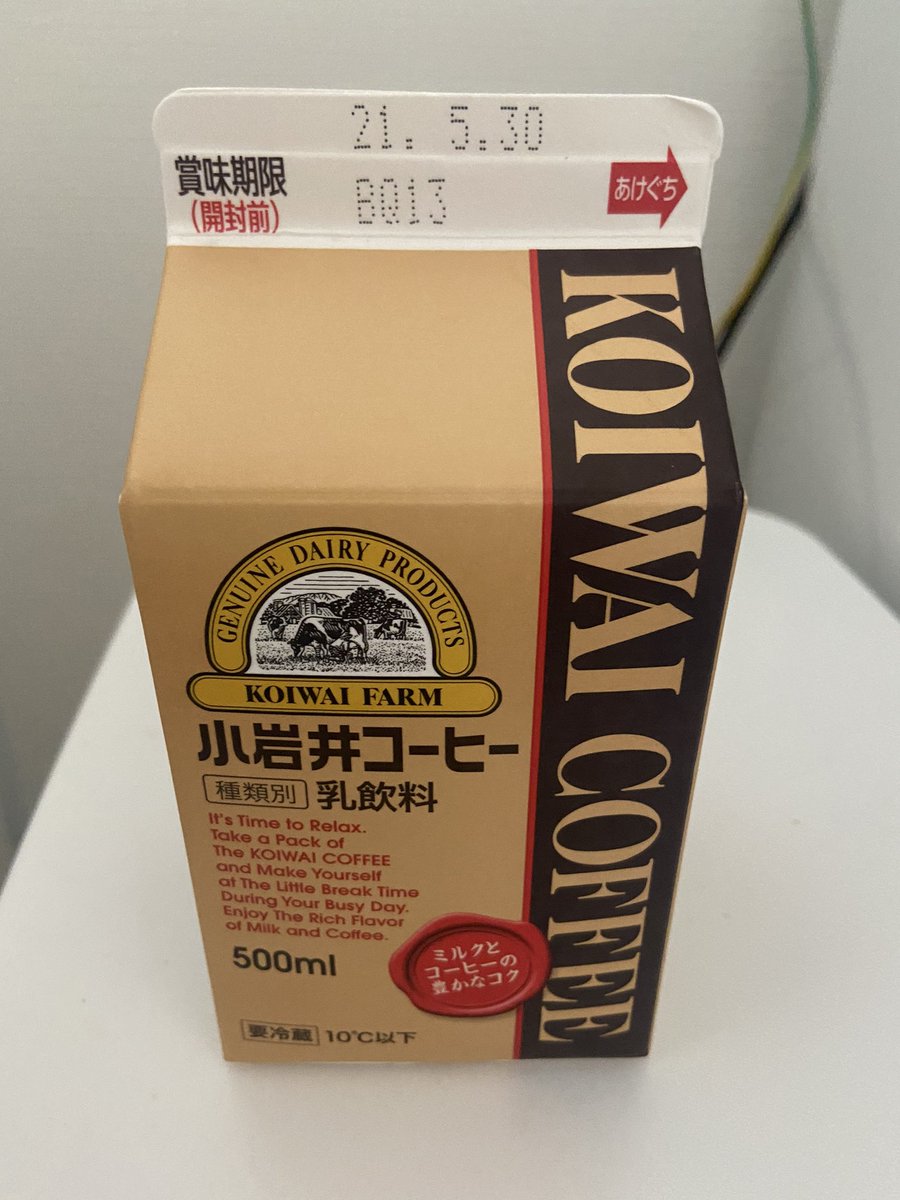 21. 5.30
賞味期限
(開封前)
BQ13
あけぐち
KOIWAI COFFEE
GENUINE DAIRY PRODUCTS
KOIWAI FARM
小岩井コーヒー
種類別 乳飲料
It's Time to Relax.
Take a Pack of
The KOIWAI COFFEE
and Make Yourself
at The Little Break Time
During Your Busy Day.
Enjoy The Rich Flavor
of Milk and Coffee.
500ml
ミルクと
コーヒーの
豊かなコク
要冷蔵 10℃以下